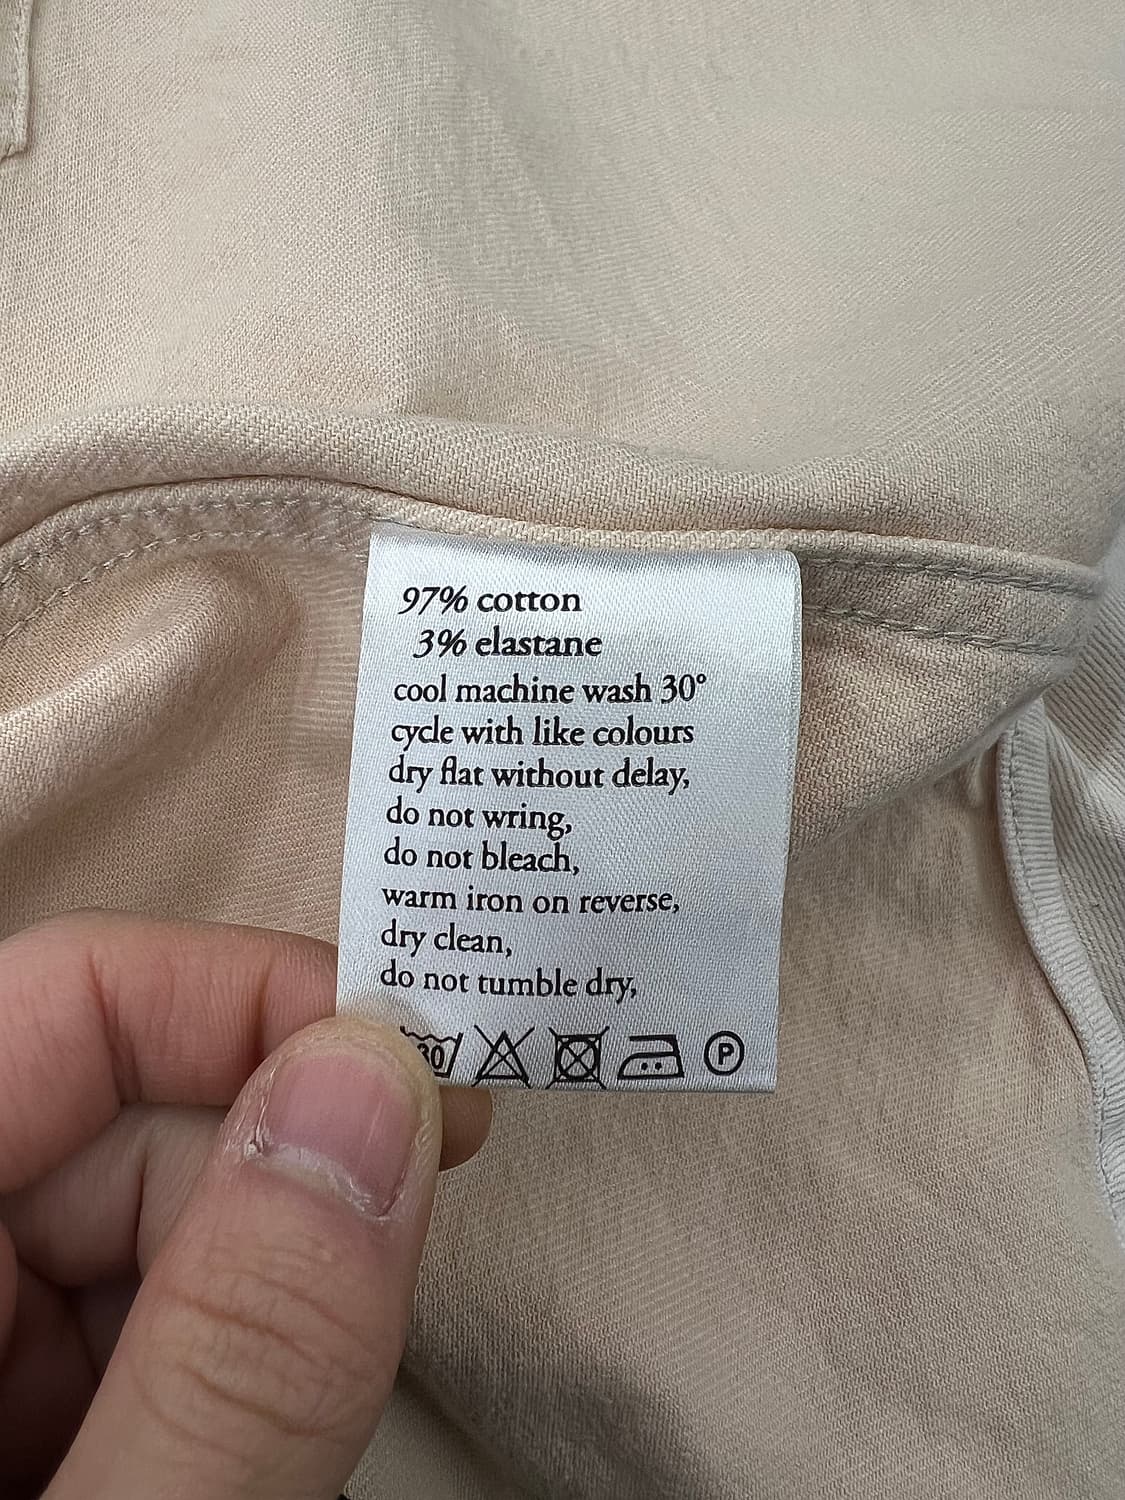 97% cotton
3% elastane
cool machine wash 30°
cycle with like colours
dry flat without delay,
do not wring,
do not bleach,
warm iron on reverse,
dry clean,
do not tumble dry,
30 P